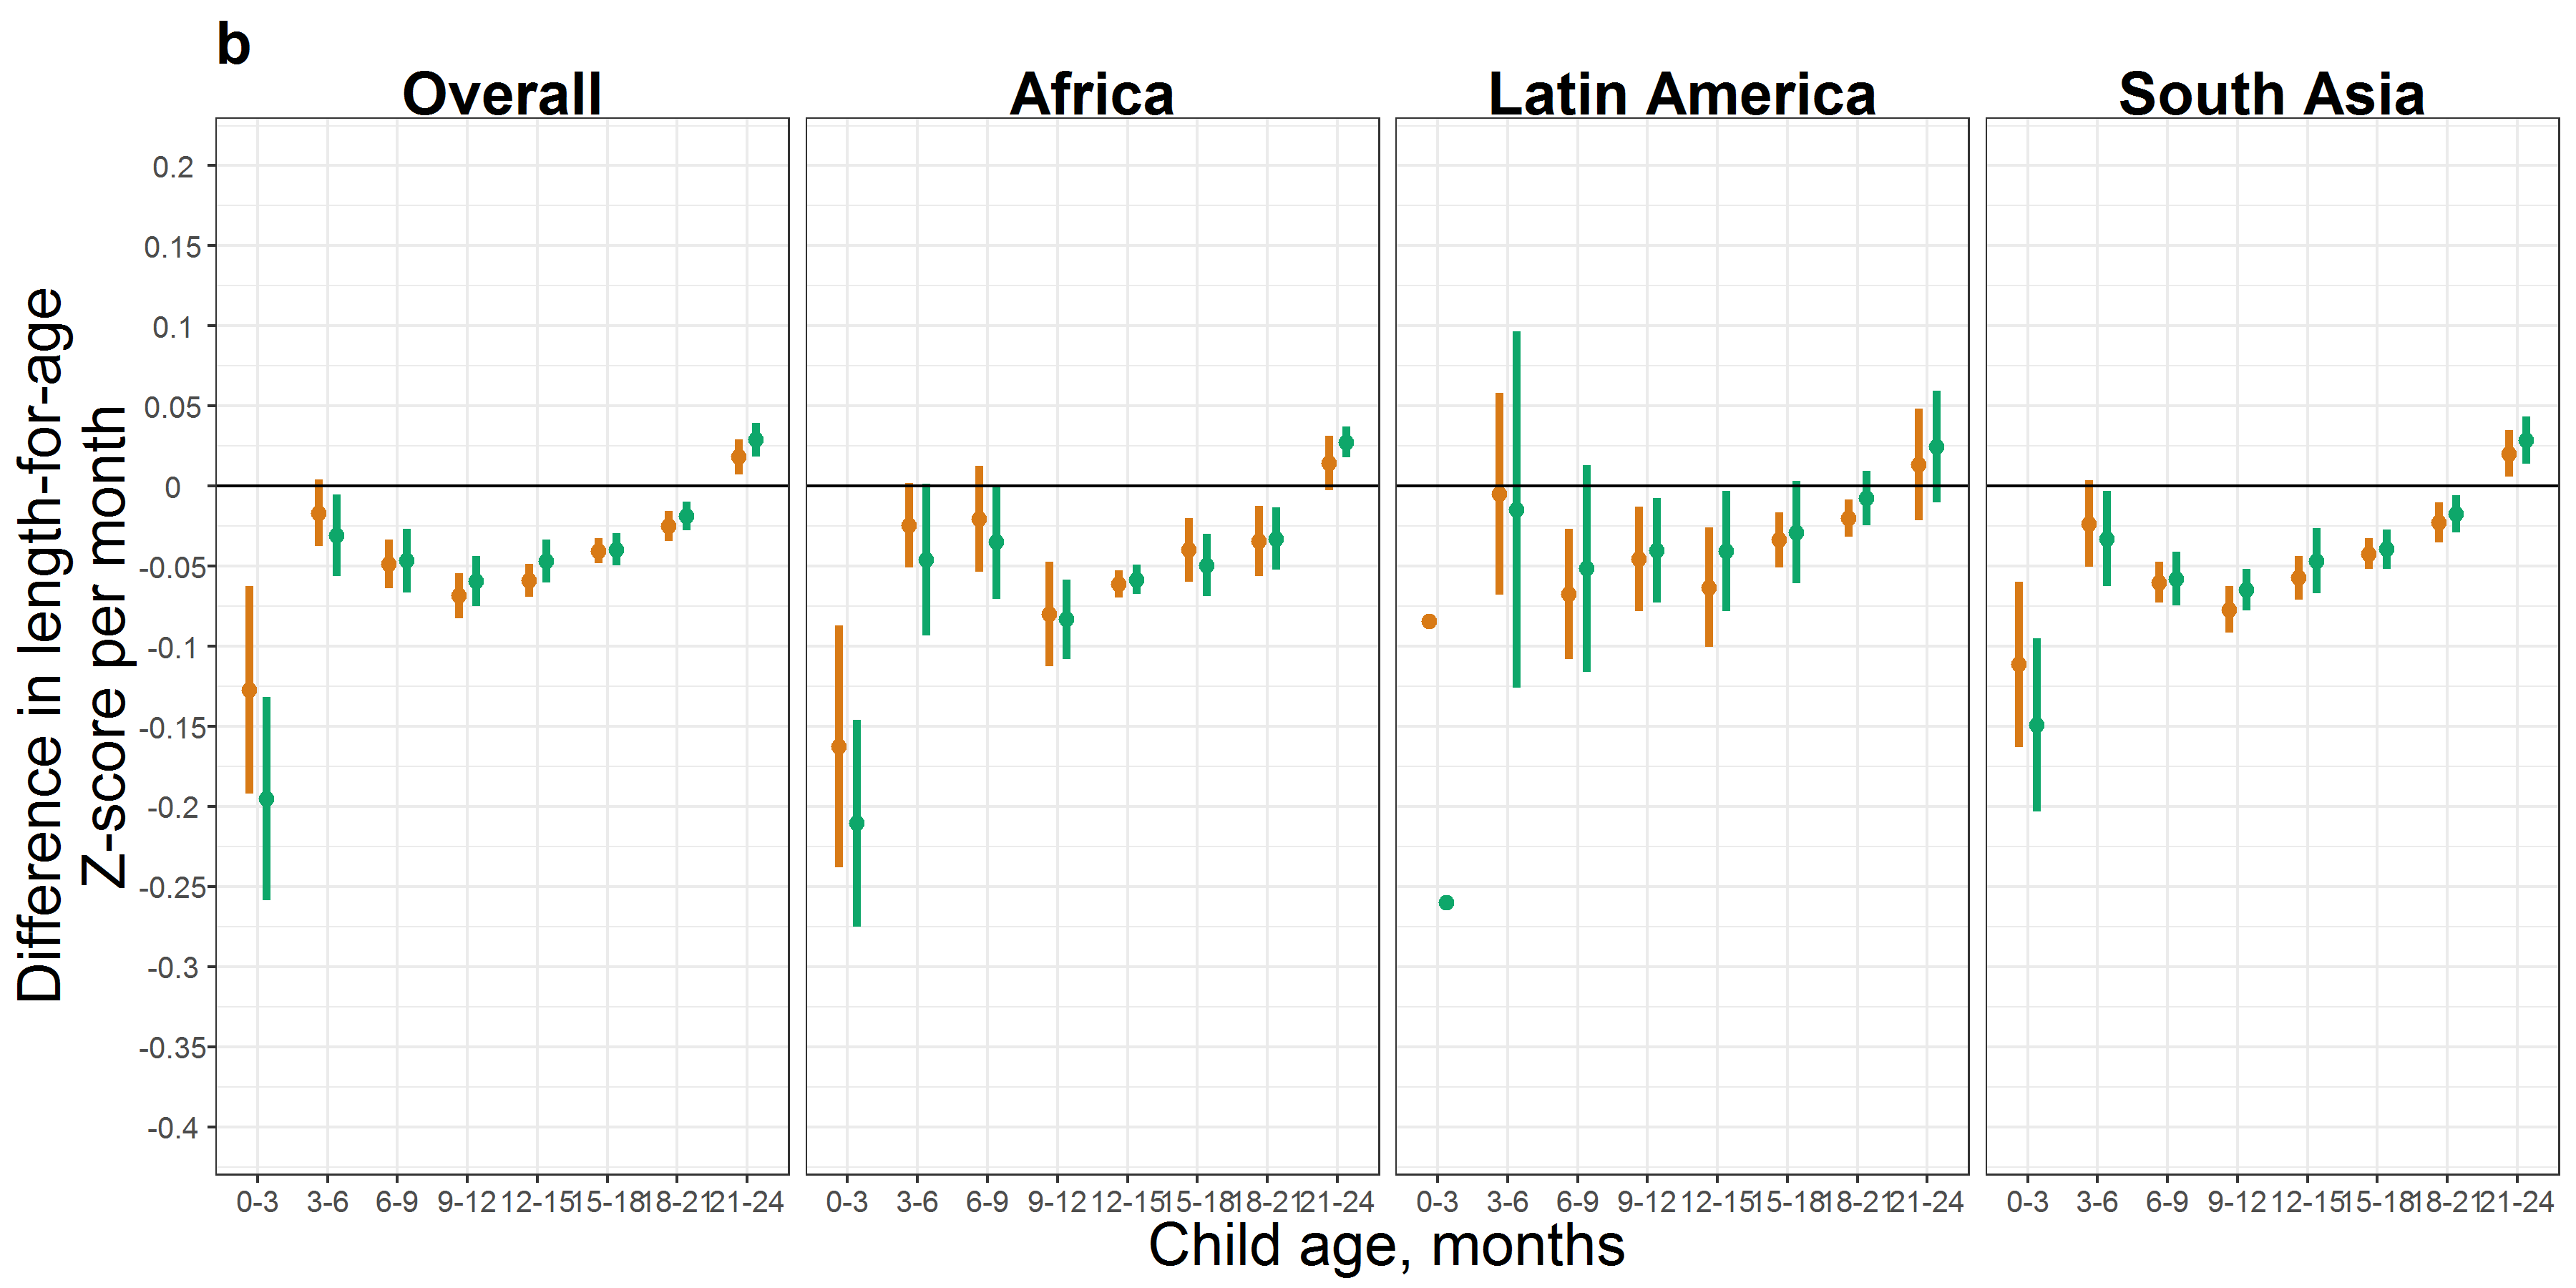 b
Overall Africa Latin America South Asia
Difference in length-for-age
Z-score per month
0.2
0.15
0.1
0.05
0
-0.05
-0.1
-0.15
-0.2
-0.25
-0.3
-0.35
-0.4
0-3 3-6 6-9 9-12 12-15 15-18 18-21 21-24 0-3 3-6 6-9 9-12 12-15 15-18 18-21 21-24 0-3 3-6 6-9 9-12 12-15 15-18 18-21 21-24 0-3 3-6 6-9 9-12 12-15 15-18 18-21 21-24
Child age, months